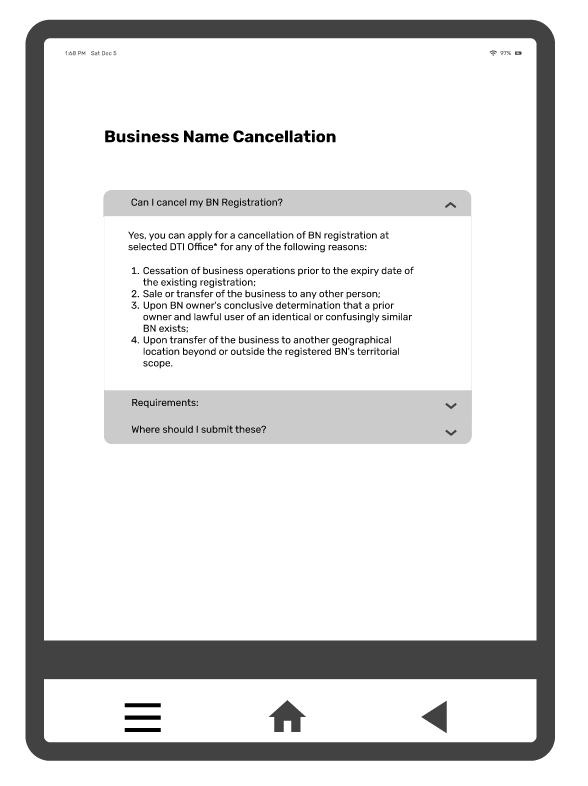 1:68 PM Sat Dec 5 97%
Business Name Cancellation
Can I cancel my BN Registration?
Yes, you can apply for a cancellation of BN registration at
selected DTI Office* for any of the following reasons:
1. Cessation of business operations prior to the expiry date of
the existing registration;
2. Sale or transfer of the business to any other person;
3. Upon BN owner's conclusive determination that a prior
owner and lawful user of an identical or confusingly similar
BN exists;
4. Upon transfer of the business to another geographical
location beyond or outside the registered BN's territorial
scope.
Requirements:
Where should I submit these?